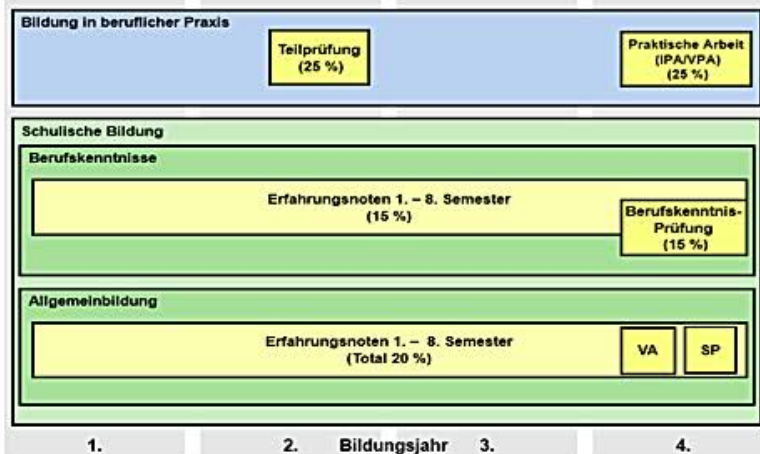 Bildung in beruflicher Praxis
Teilprüfung
(25 %)
Praktische Arbeit
(IPA/VPA)
(25 %)
Schulische Bildung
Berufskenntnisse
Erfahrungsnoten 1. – 8. Semester
(15 %)
Berufskenntnis-
Prüfung
(15 %)
Allgemeinbildung
Erfahrungsnoten 1. – 8. Semester
(Total 20 %)
VA
SP
1. 2. Bildungsjahr 3. 4.